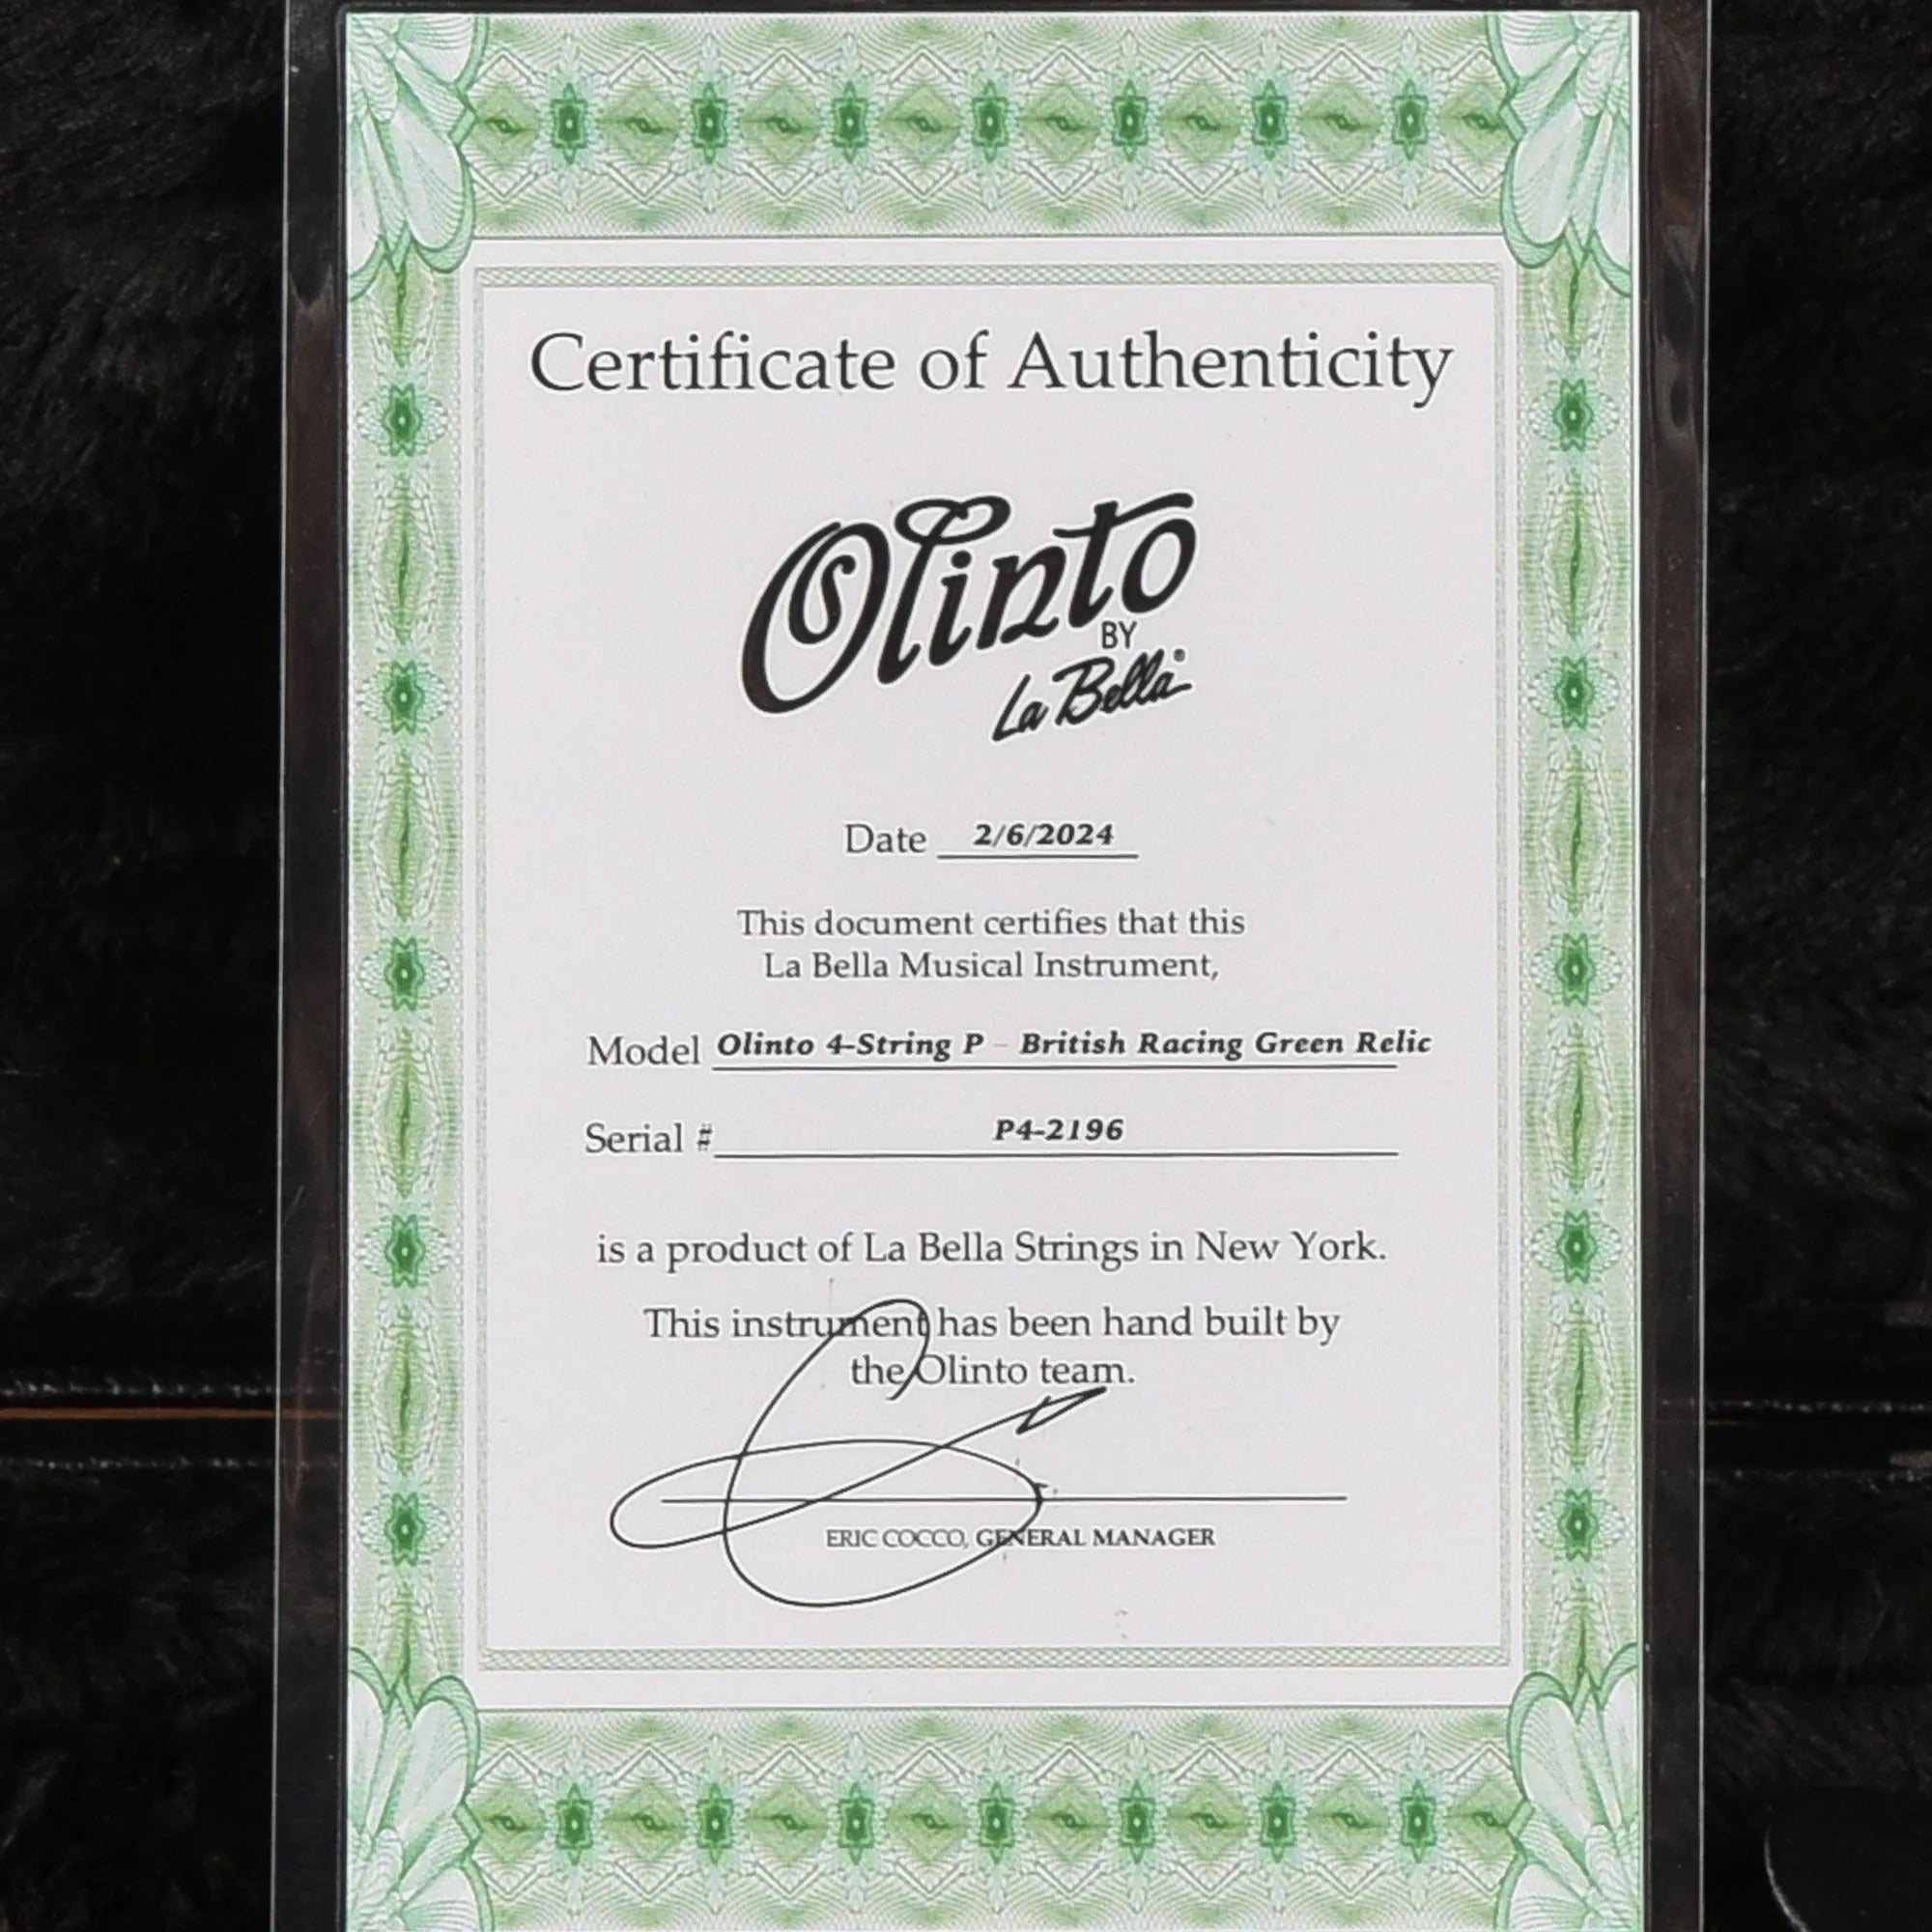 Certificate of Authenticity
Olinto
BY
La Bella®
Date 2/6/2024
This document certifies that this
La Bella Musical Instrument,
Model Olinto 4-String P - British Racing Green Relic
Serial # P4-2196
is a product of La Bella Strings in New York.
This instrument has been hand built by
the Olinto team.
ERIC COCCO, GENERAL MANAGER